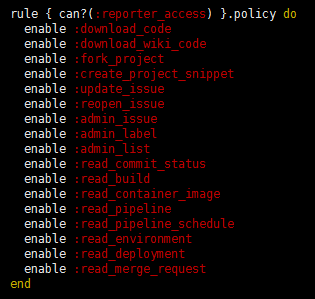 rule { can?(:reporter_access) }.policy do
  enable :download_code
  enable :download_wiki_code
  enable :fork_project
  enable :create_project_snippet
  enable :update_issue
  enable :reopen_issue
  enable :admin_issue
  enable :admin_label
  enable :admin_list
  enable :read_commit_status
  enable :read_build
  enable :read_container_image
  enable :read_pipeline
  enable :read_pipeline_schedule
  enable :read_environment
  enable :read_deployment
  enable :read_merge_request
end